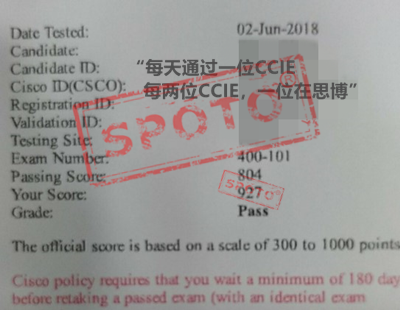 Date Tested: 02-Jun-2018
Candidate:
Candidate ID: “每天通过一位CCIE
Cisco ID(CSCO): 每两位CCIE，一位在思博”
Registration ID:
Validation ID:
SPOTO®
Testing Site:
Exam Number: 400-101
Passing Score: 804
SPOTO
Your Score: 927
Grade: Pass
The official score is based on a scale of 300 to 1000 points
Cisco policy requires that you wait a minimum of 180 day
before retaking a passed exam (with an identical exam